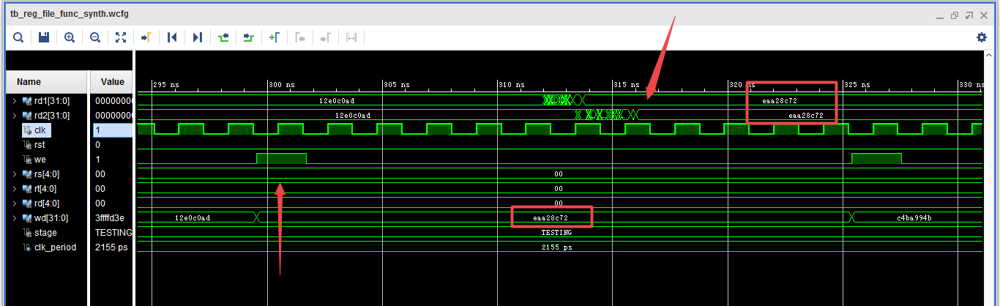 tb_reg_file_func_synth.wcfg
Name Value 295 ns 300 ns 305 ns 310 ns 315 ns 320 ns 325 ns 330 ns
rd1[31:0] 00000000 12e0c0ad eaa28c72
rd2[31:0] 00000000 12e0c0ad eaa28c72
clk 1
rst 0
we 1
rs[4:0] 00 00
rt[4:0] 00 00
rd[4:0] 00 00
wd[31:0] 3ffffd3e 12e0c0ad eaa28c72 c4ba994b
stage TESTING TESTING
clk_period 2155 ps 2155 ps